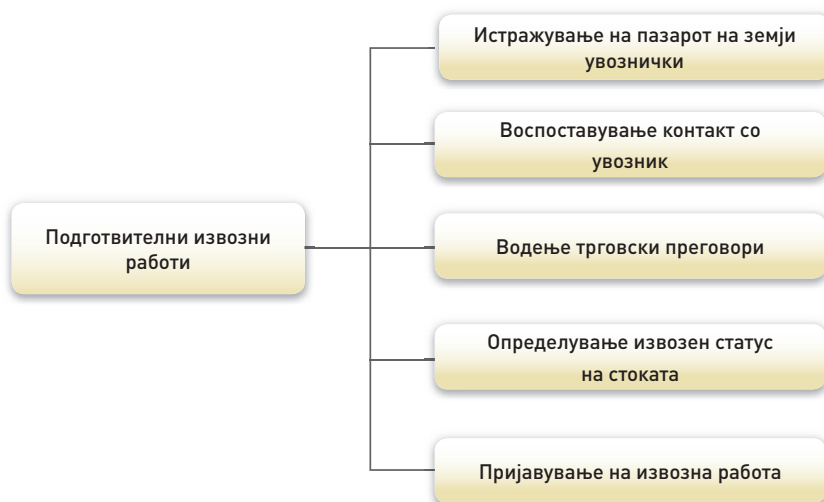 Подготвителни извозни
работи
Истражување на пазарот на земји
увознички
Воспоставување контакт со
увозник
Водење трговски преговори
Определување извозен статус
на стоката
Пријавување на извозна работа